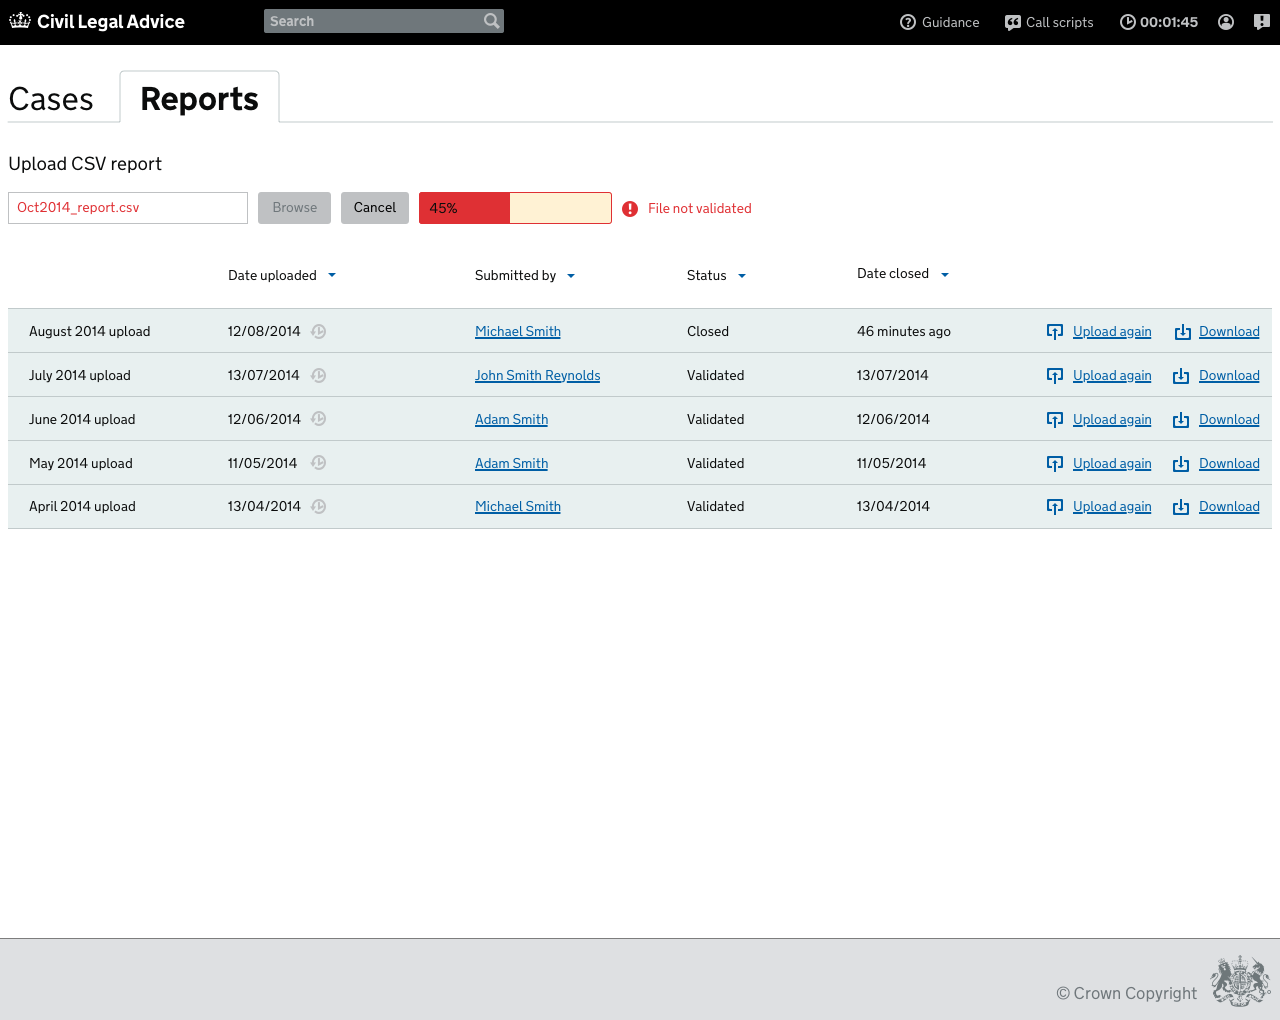 Civil Legal Advice Search Guidance Call scripts 00:01:45
Cases Reports
Upload CSV report
Oct2014_report.csv Browse Cancel 45% File not validated
Date uploaded Submitted by Status Date closed
August 2014 upload 12/08/2014 Michael Smith Closed 46 minutes ago Upload again Download
July 2014 upload 13/07/2014 John Smith Reynolds Validated 13/07/2014 Upload again Download
June 2014 upload 12/06/2014 Adam Smith Validated 12/06/2014 Upload again Download
May 2014 upload 11/05/2014 Adam Smith Validated 11/05/2014 Upload again Download
April 2014 upload 13/04/2014 Michael Smith Validated 13/04/2014 Upload again Download
© Crown Copyright